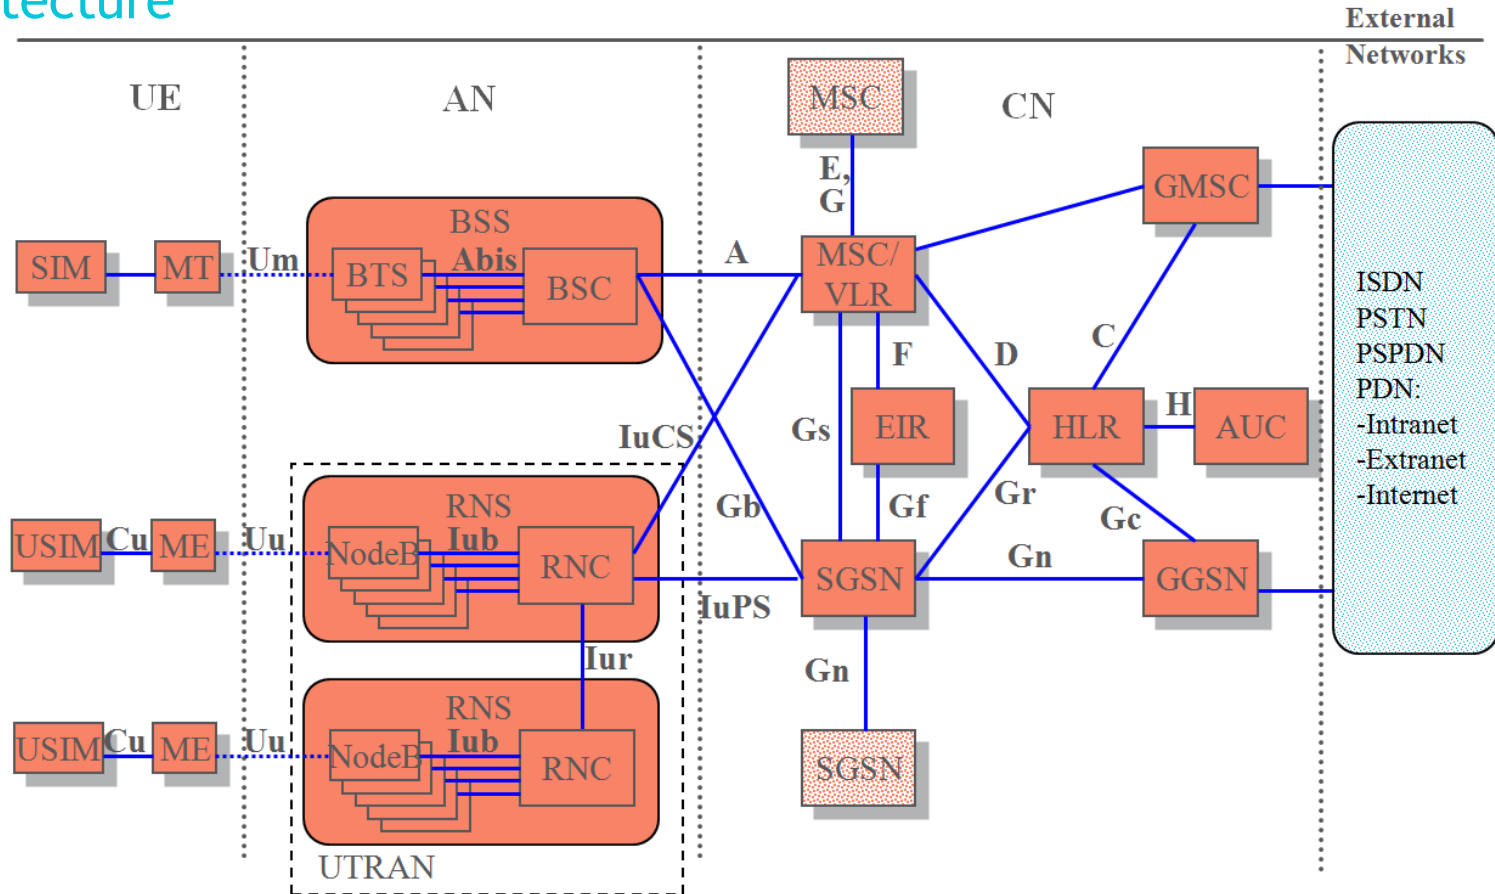 tecture
External
Networks
UE
AN
CN
MSC
E,
G
GMSC
BSS
SIM
MT
Um
BTS
Abis
BSC
A
MSC/
VLR
F
D
C
ISDN
PSTN
PSPDN
PDN:
-Intranet
-Extranet
-Internet
IuCS
Gs
EIR
HLR
H
AUC
Gb
Gf
Gr
Gc
RNS
USIM
Cu
ME
Uu
NodeB
Iub
RNC
SGSN
Gn
GGSN
IuPS
Iur
Gn
RNS
USIM
Cu
ME
Uu
NodeB
Iub
RNC
SGSN
UTRAN